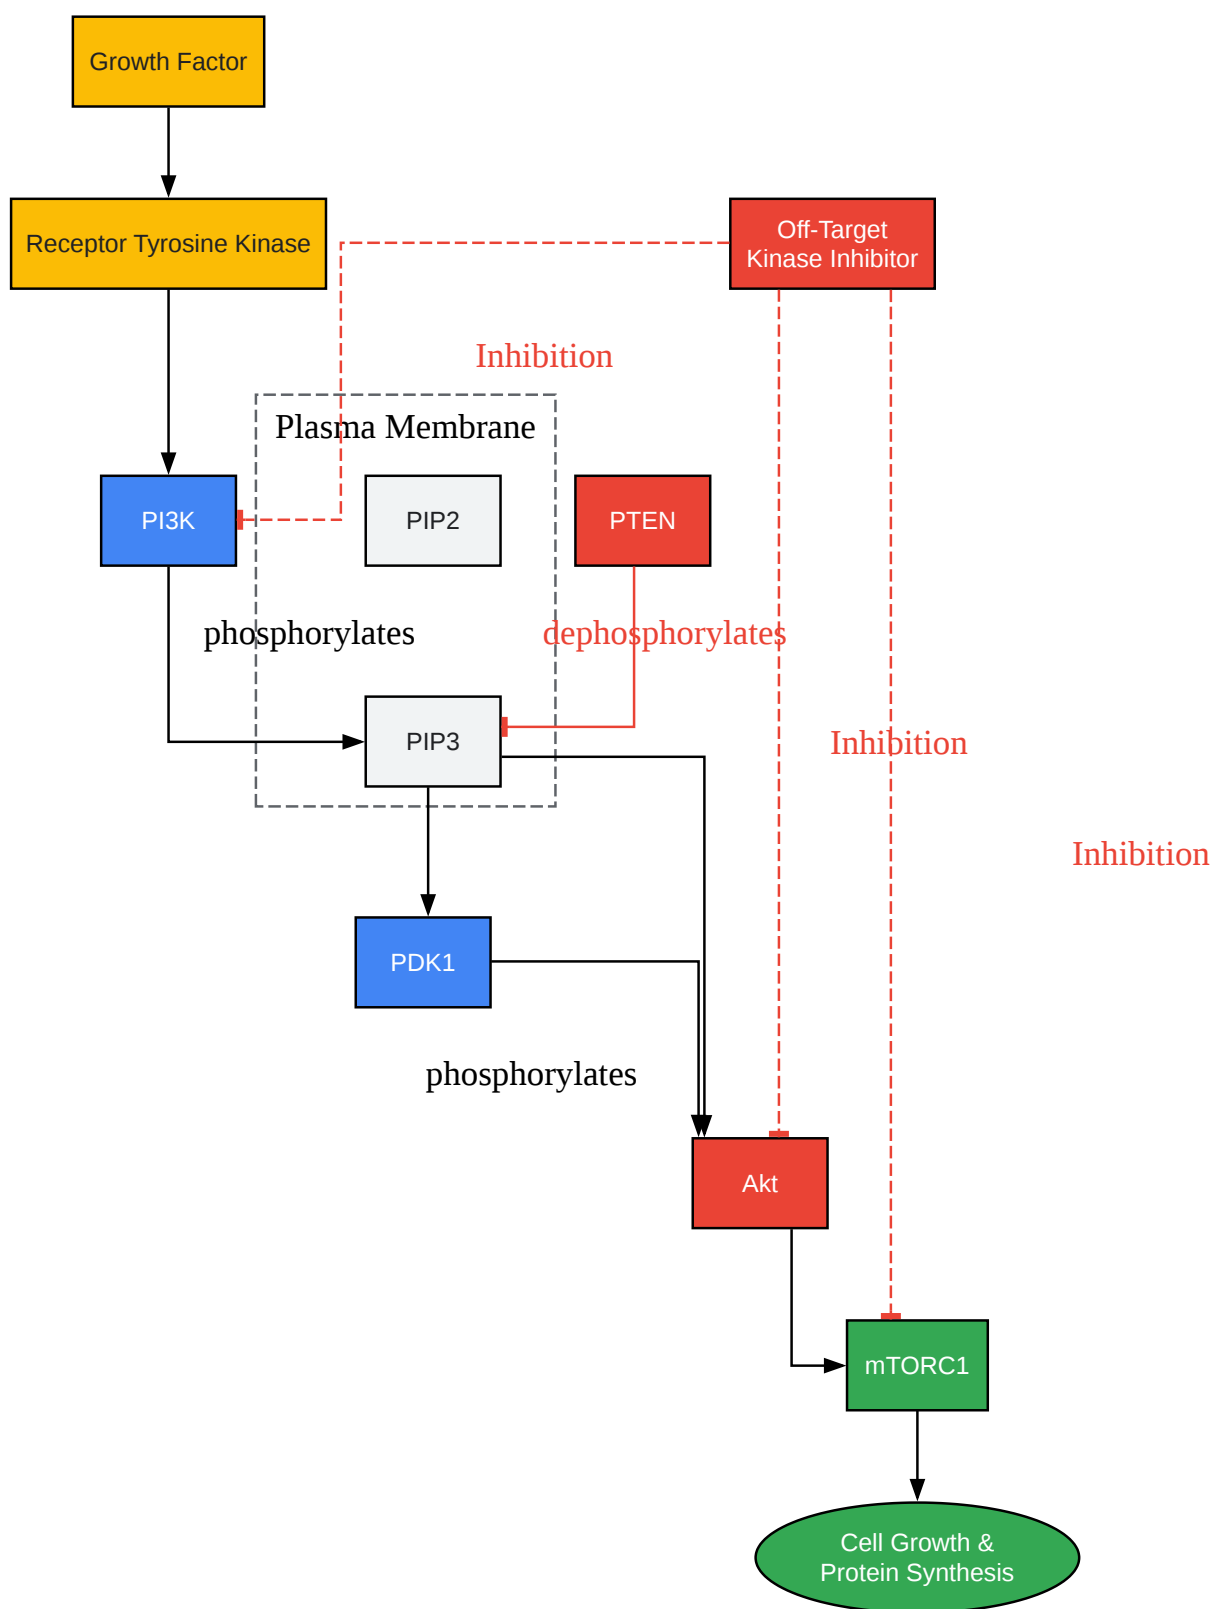 Growth Factor
Receptor Tyrosine Kinase
Off-Target
Kinase Inhibitor
Inhibition
Plasma Membrane
PI3K
PIP2
PTEN
phosphorylates
dephosphorylates
PIP3
Inhibition
Inhibition
PDK1
phosphorylates
Akt
mTORC1
Cell Growth &
Protein Synthesis